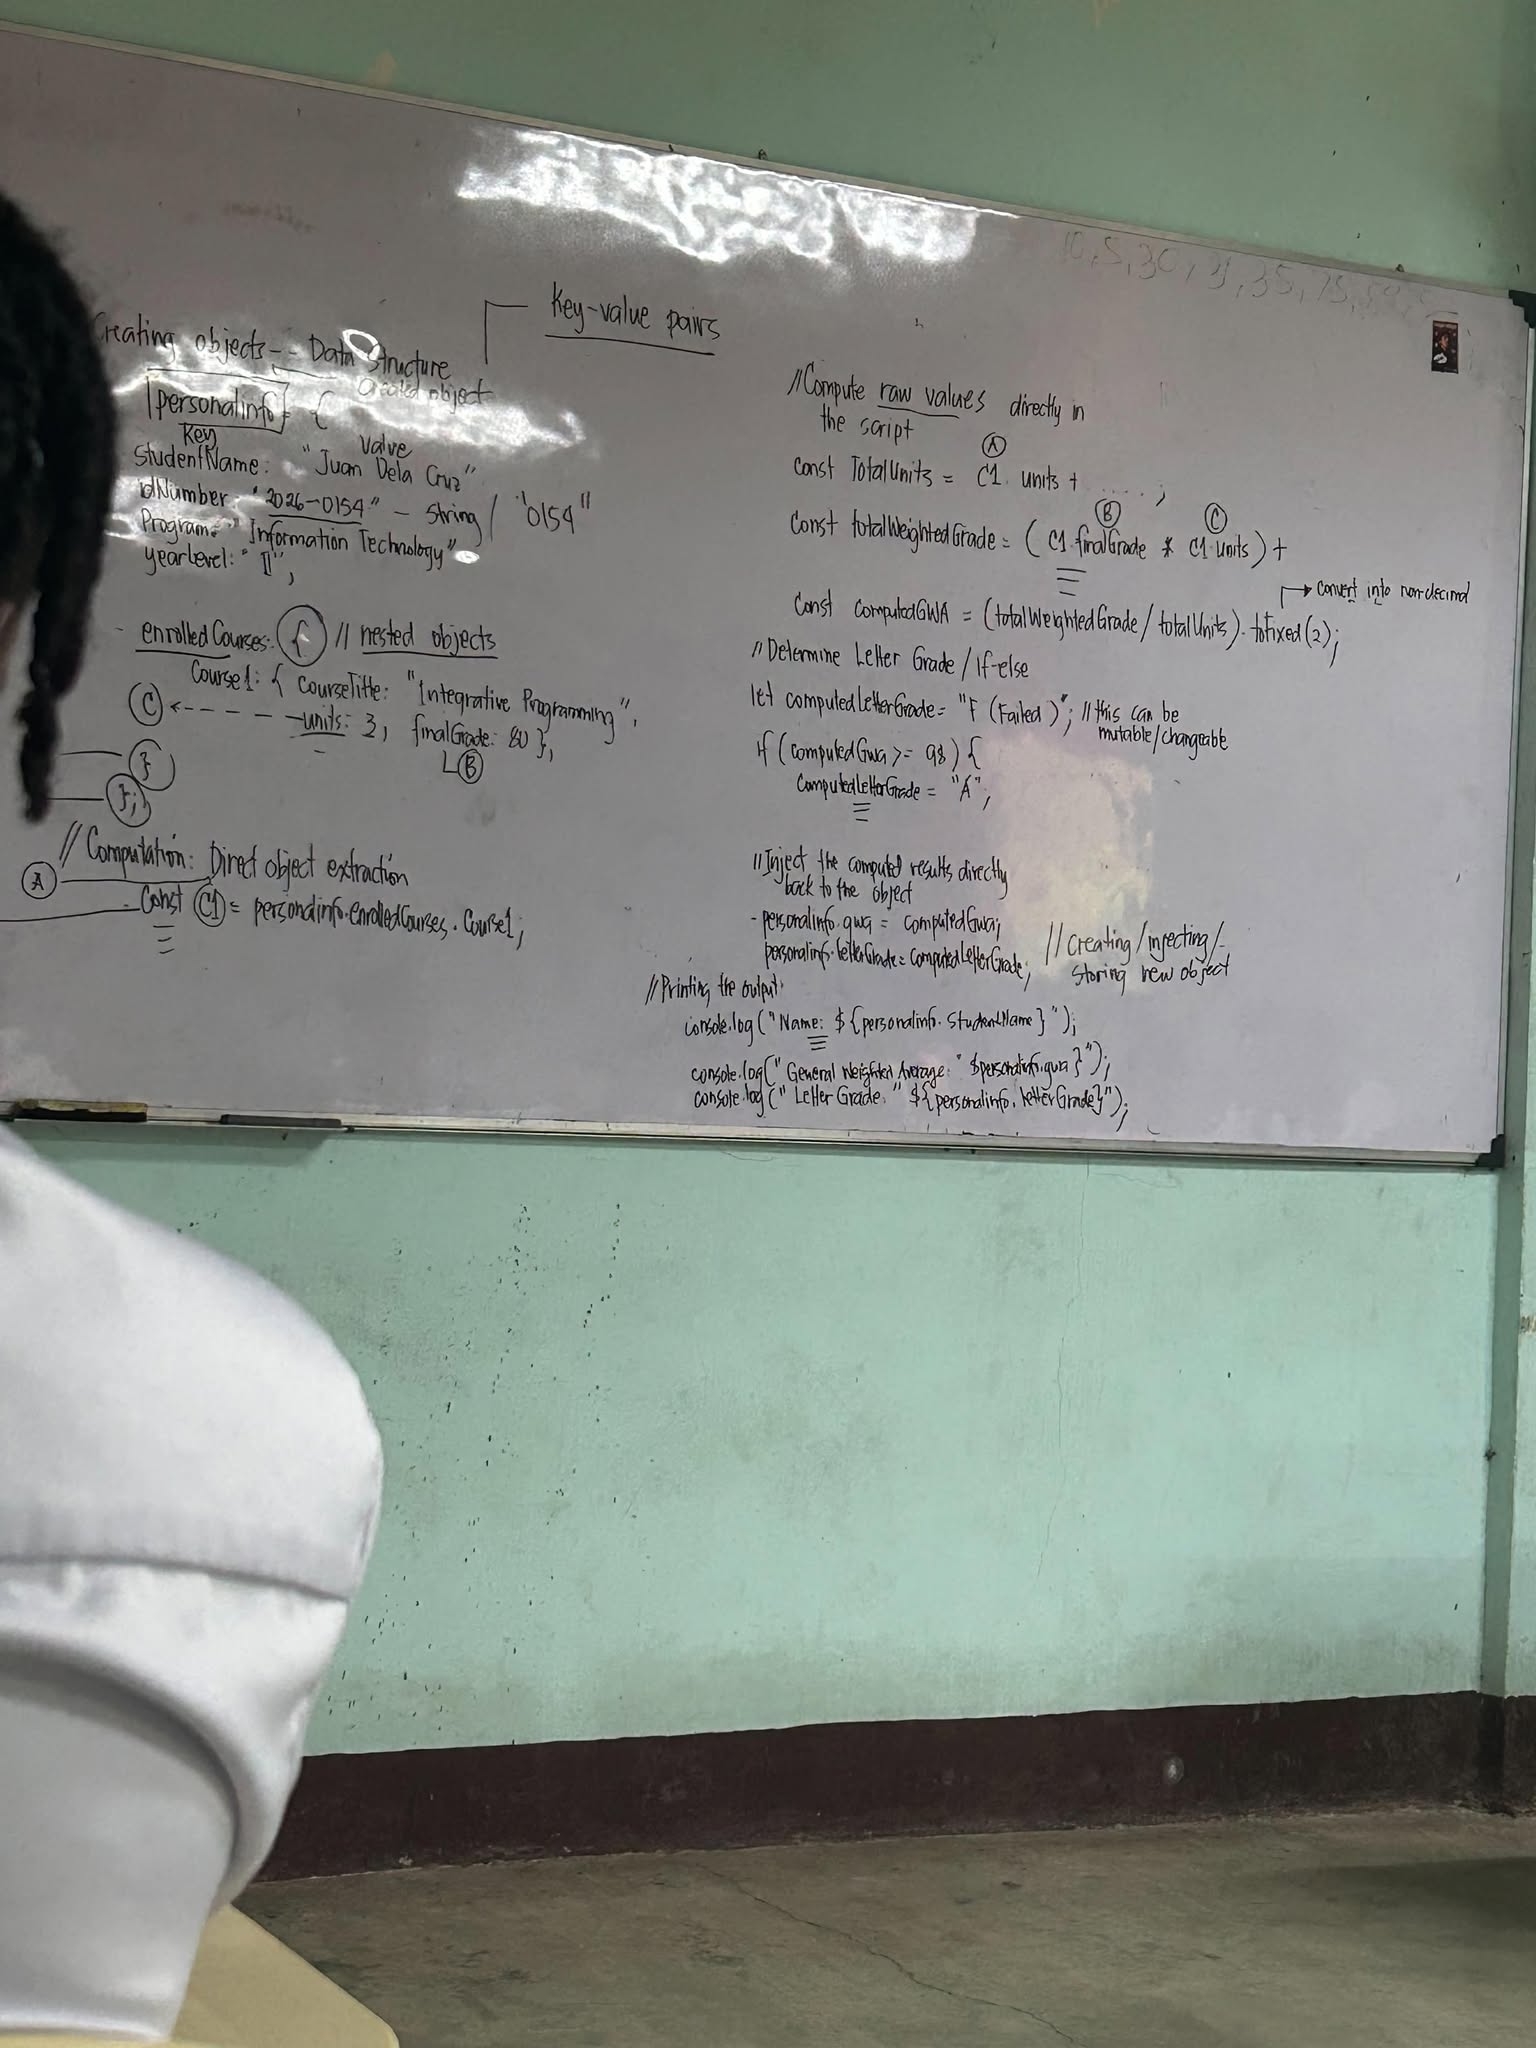 10, 5, 30,
Key-value pairs
Creating objects -- Data Structure
Created object
personalinfo = {
Key
Value
StudentName: "Juan Dela Cruz"
idNumber: "2026-0154" - String / "0154"
Program: "Information Technology"
yearLevel: "II",
enrolledCourses: { // nested objects
Course1: { courseTitle: "Integrative Programming",
C <----- units: 3, finalGrade: 80 },
B
}
};
// Computation: Direct object extraction
A
- Const C1 = personalinfo.enrolledCourses.Course1;
// Compute raw values directly in
the script
A
const TotalUnits = C1. units + ..... ;
B C
Const totalWeightedGrade = ( C1.finalGrade * C1.units ) +
→ convert into non-decimal
Const computedGWA = (totalWeightedGrade / totalUnits).toFixed(2);
// Determine Letter Grade / If-else
let computedLetterGrade = "F (Failed)"; // this can be
mutable/changeable
If (computedGwa >= 98) {
ComputedLetterGrade = "A";
// Inject the computed results directly
back to the object
- personalinfo.gwa = computedGwa;
personalinfo.letterGrade = computedLetterGrade; // creating/injecting/-
storing new object
// Printing the output:
console.log("Name: ${personalinfo.StudentName}");
console.log("General Weighted Average: " $personalinfo.gwa}");
console.log("Letter Grade: " ${personalinfo.letterGrade}");